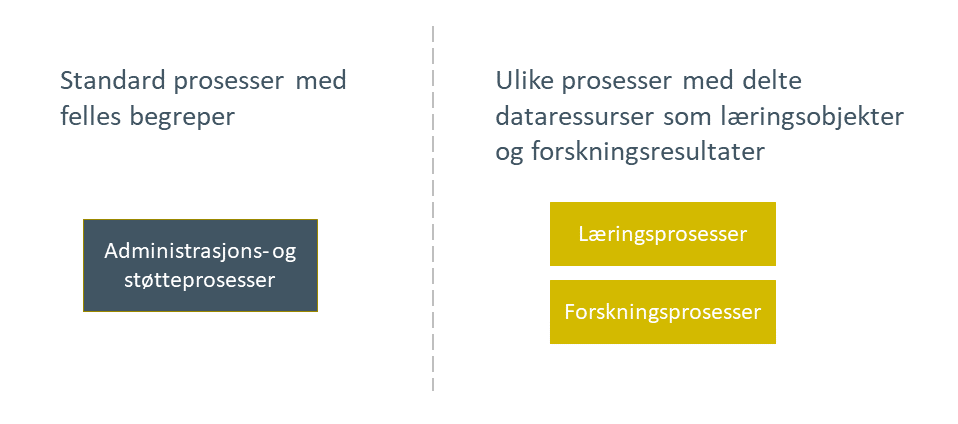 Standard prosesser med
felles begreper
Administrasjons- og
støtteprosesser
Ulike prosesser med delte
dataressurser som læringsobjekter
og forskningsresultater
Læringsprosesser
Forskningsprosesser